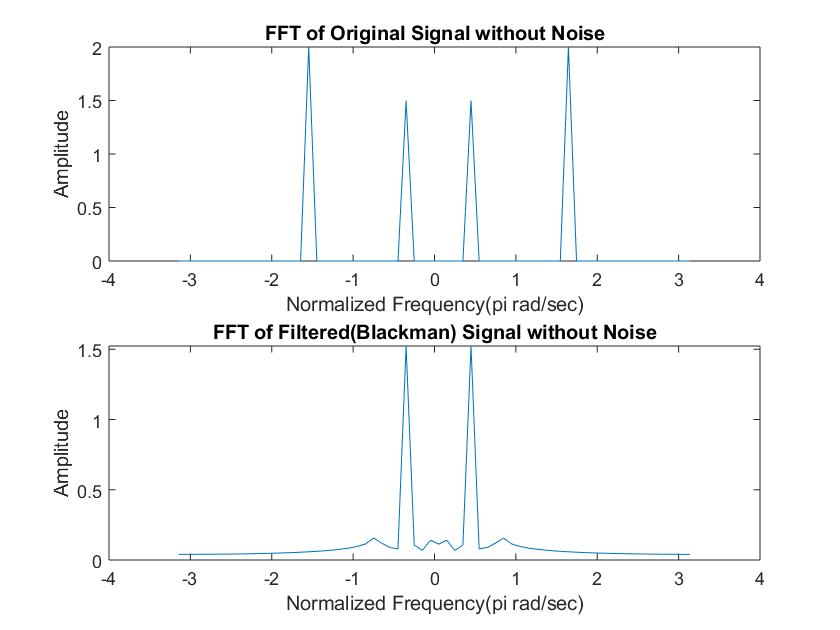 FFT of Original Signal without Noise
2
1.5
1
0.5
0
Amplitude
-4 -3 -2 -1 0 1 2 3 4
Normalized Frequency(pi rad/sec)
FFT of Filtered(Blackman) Signal without Noise
1.5
1
0.5
0
Amplitude
-4 -3 -2 -1 0 1 2 3 4
Normalized Frequency(pi rad/sec)